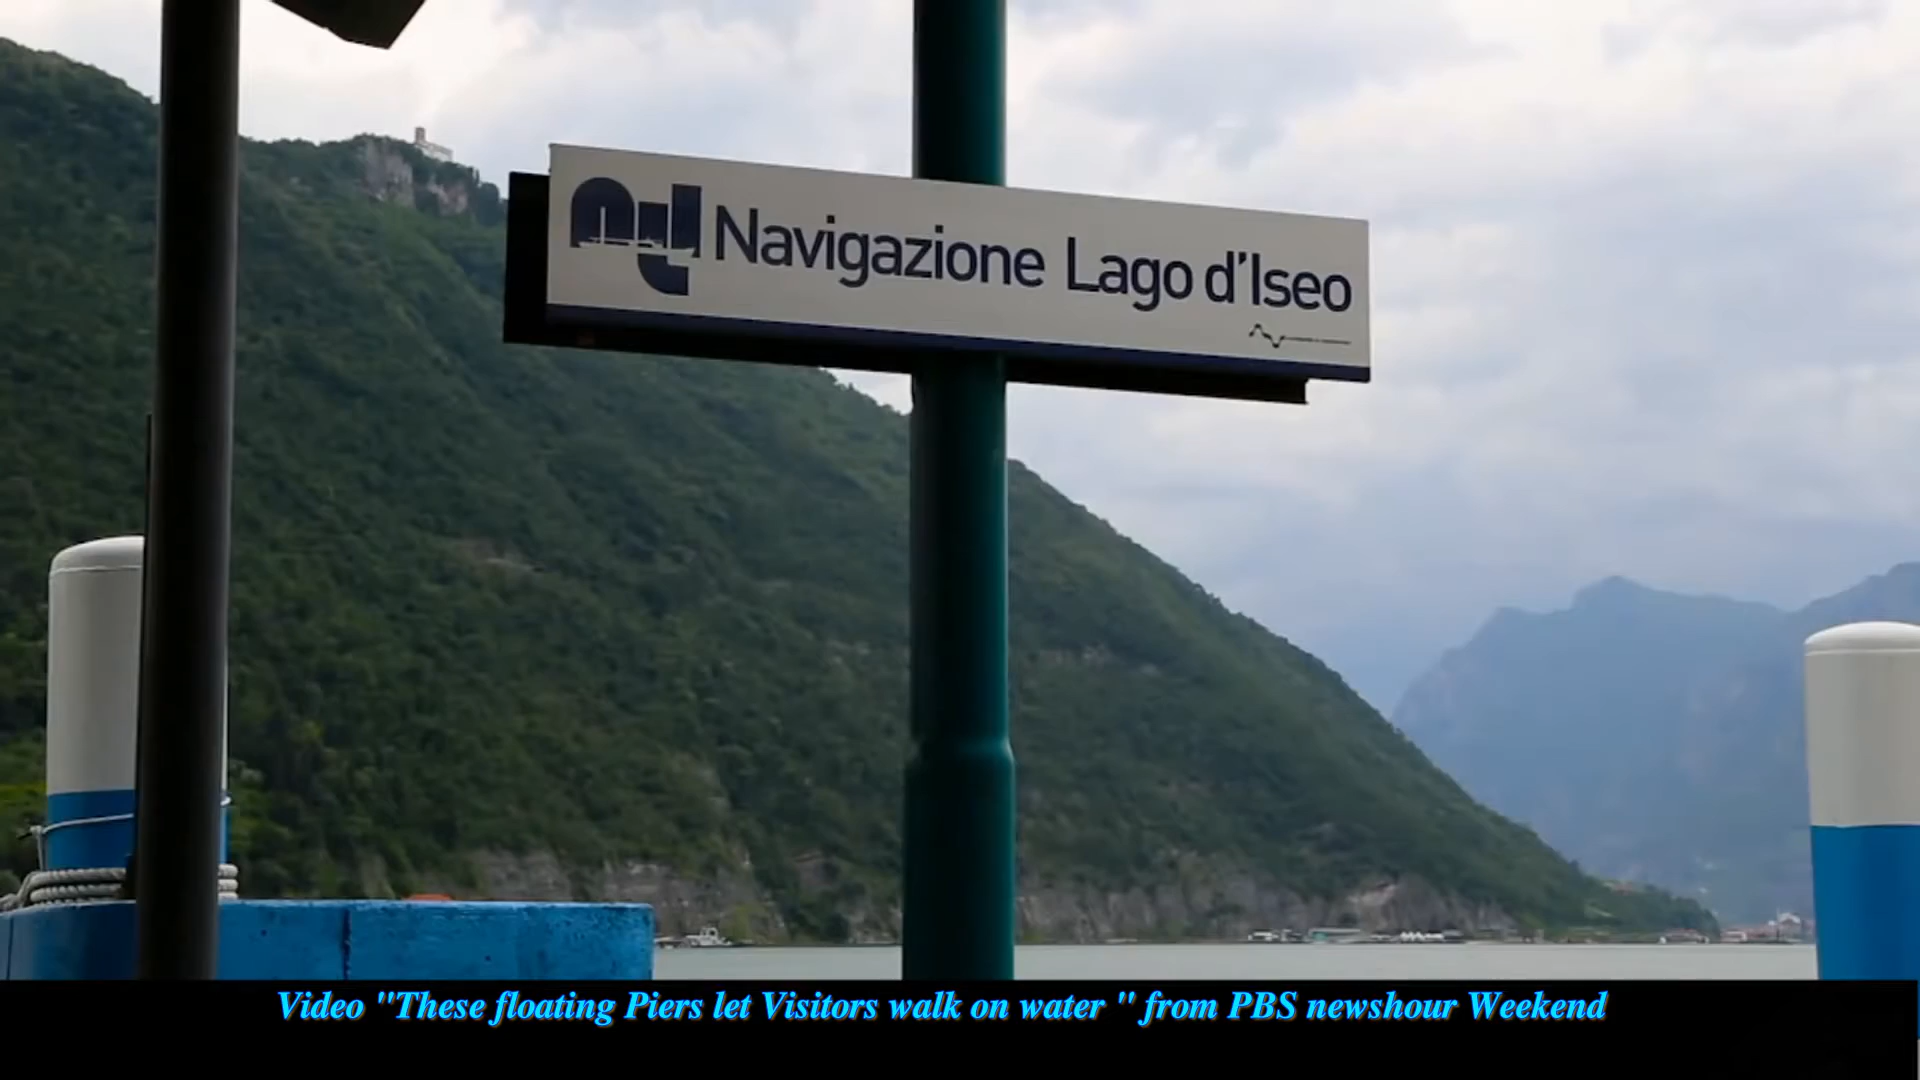 Navigazione Lago d'Iseo
Video "These floating Piers let Visitors walk on water " from PBS newshour Weekend